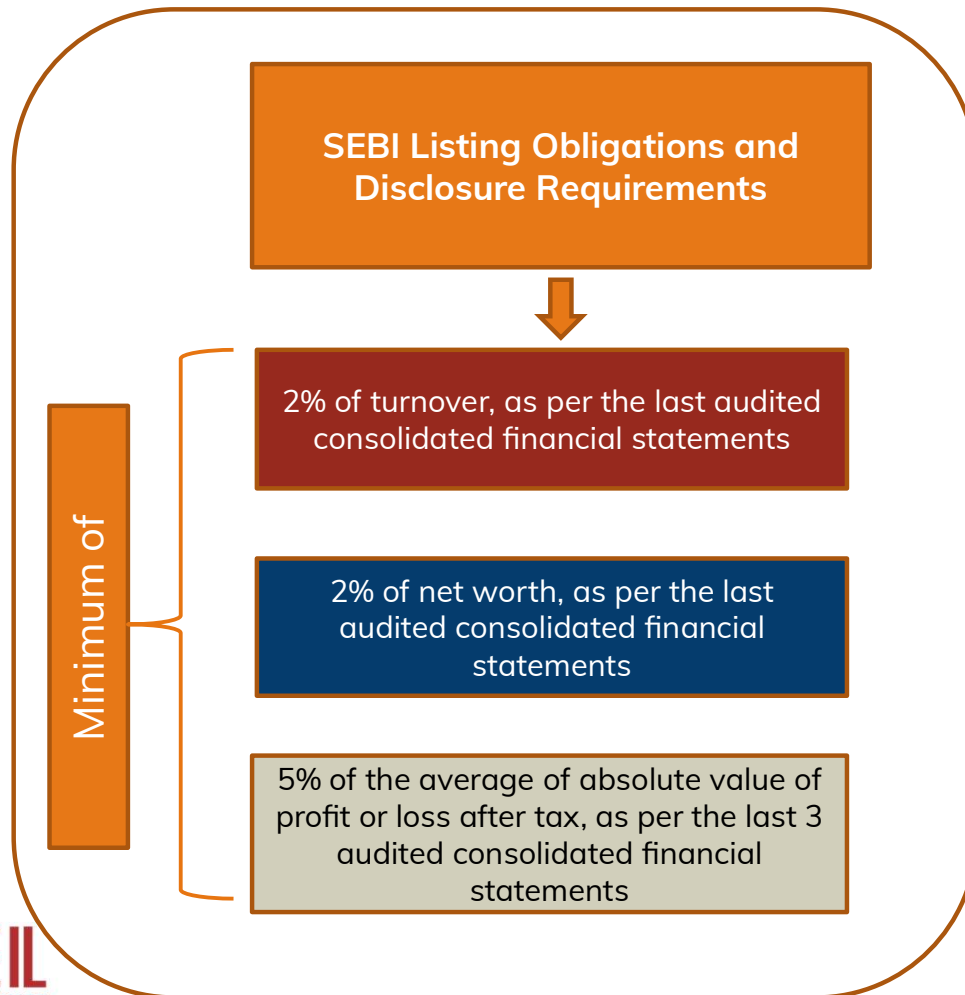 SEBI Listing Obligations and
Disclosure Requirements
Minimum of
2% of turnover, as per the last audited
consolidated financial statements
2% of net worth, as per the last
audited consolidated financial
statements
5% of the average of absolute value of
profit or loss after tax, as per the last 3
audited consolidated financial
statements
IL